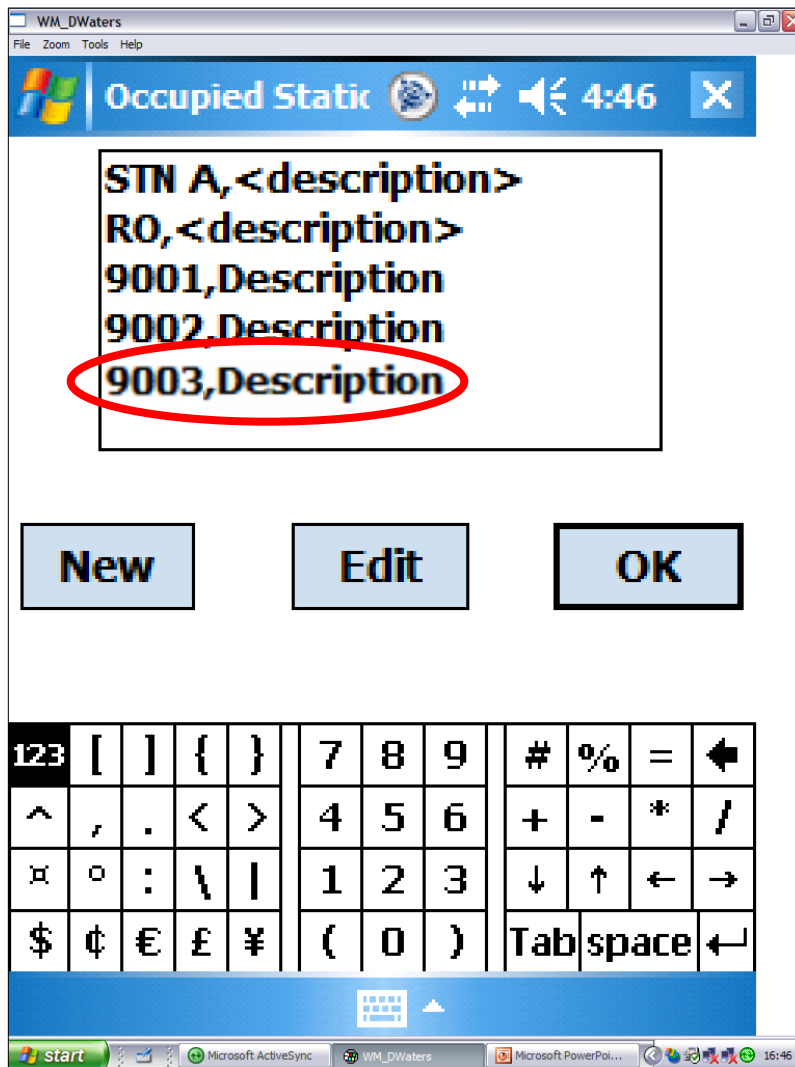 WM_DWaters
File Zoom Tools Help
Occupied Static 4:46
STN A,<description>
RO,<description>
9001,Description
9002,Description
9003,Description
New Edit OK
123 [ ] { } 7 8 9 # % =
^ , . < > 4 5 6 + - * /
¤ ° : \ | 1 2 3 ↓ ↑ ← →
$ ¢ € £ ¥ ( 0 ) Tab space
start Microsoft ActiveSync WM_DWaters Microsoft PowerPoi... 16:46